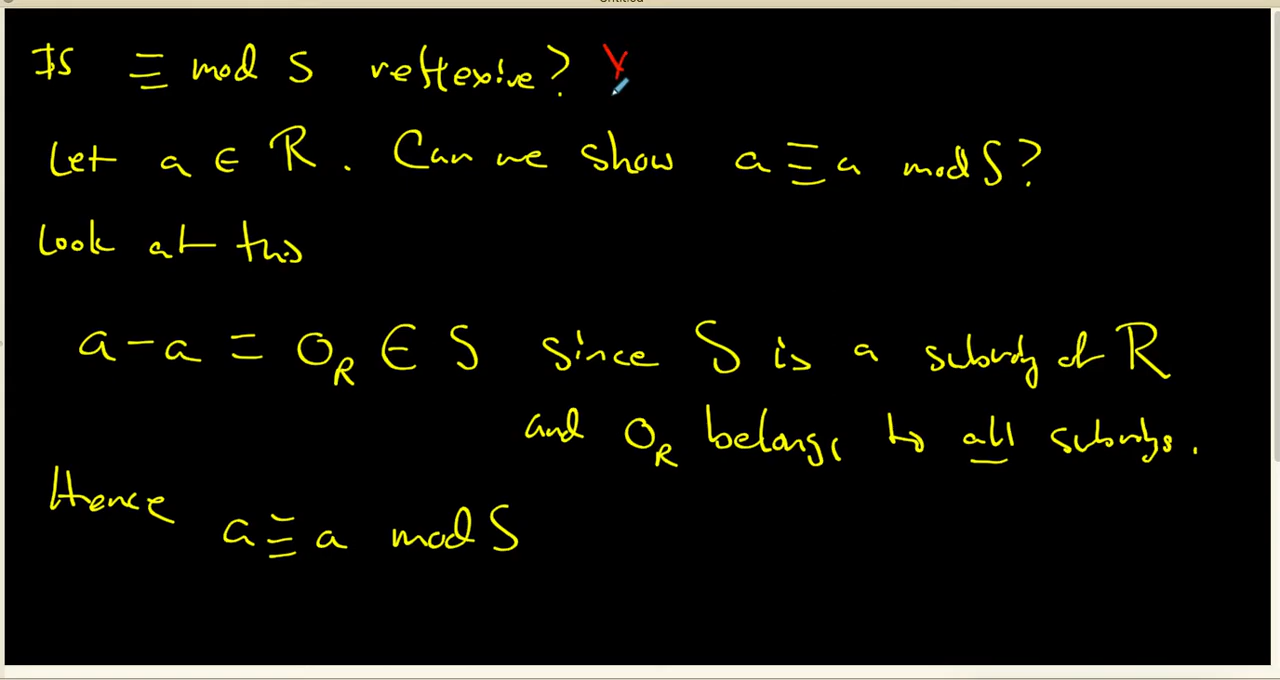 Untitled
Is ≡ mod S reflexive? Y
Let a ∈ R. Can we show a ≡ a mod S?
Look at this
a - a = 0_R ∈ S since S is a subring of R
and 0_R belongs to all subrings.
Hence
a ≡ a mod S